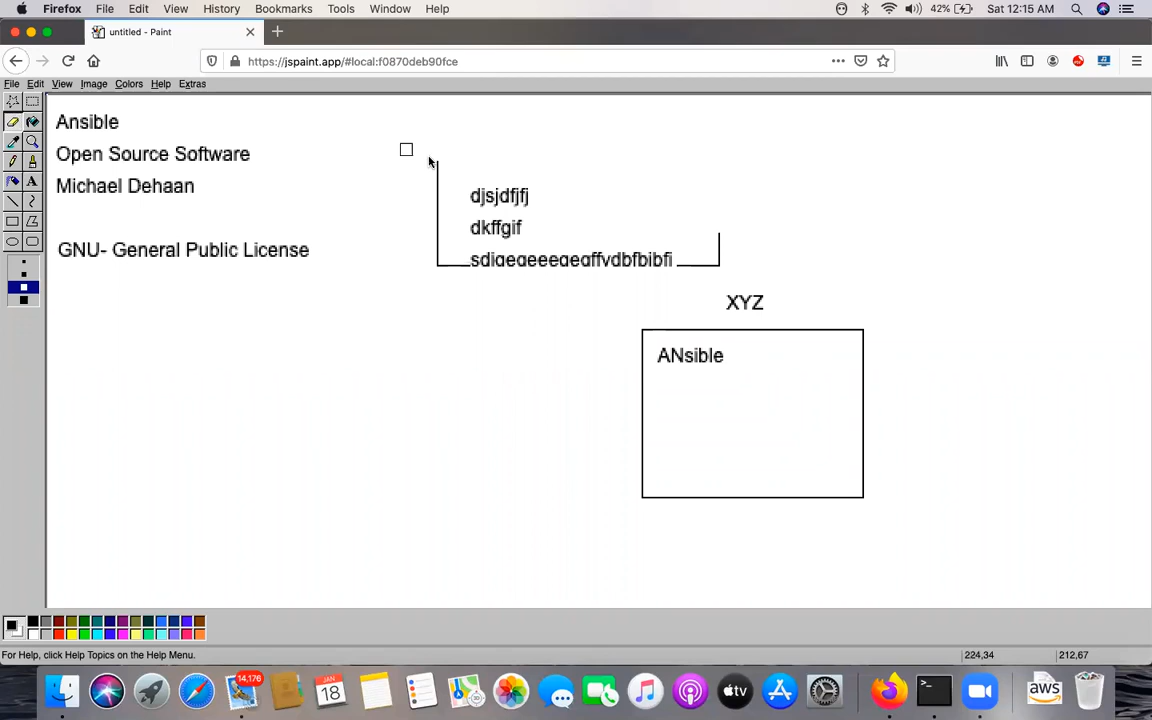 Firefox File Edit View History Bookmarks Tools Window Help 42% Sat 12:15 AM
untitled - Paint
https://jspaint.app/#local:f0870deb90fce
File Edit View Image Colors Help Extras
Ansible
Open Source Software
Michael Dehaan
GNU- General Public License
djsjdfjfj
dkffgif
XYZ
ANsible
For Help, click Help Topics on the Help Menu. 224,34 212,67
14,176
JAN
18
tv
aws